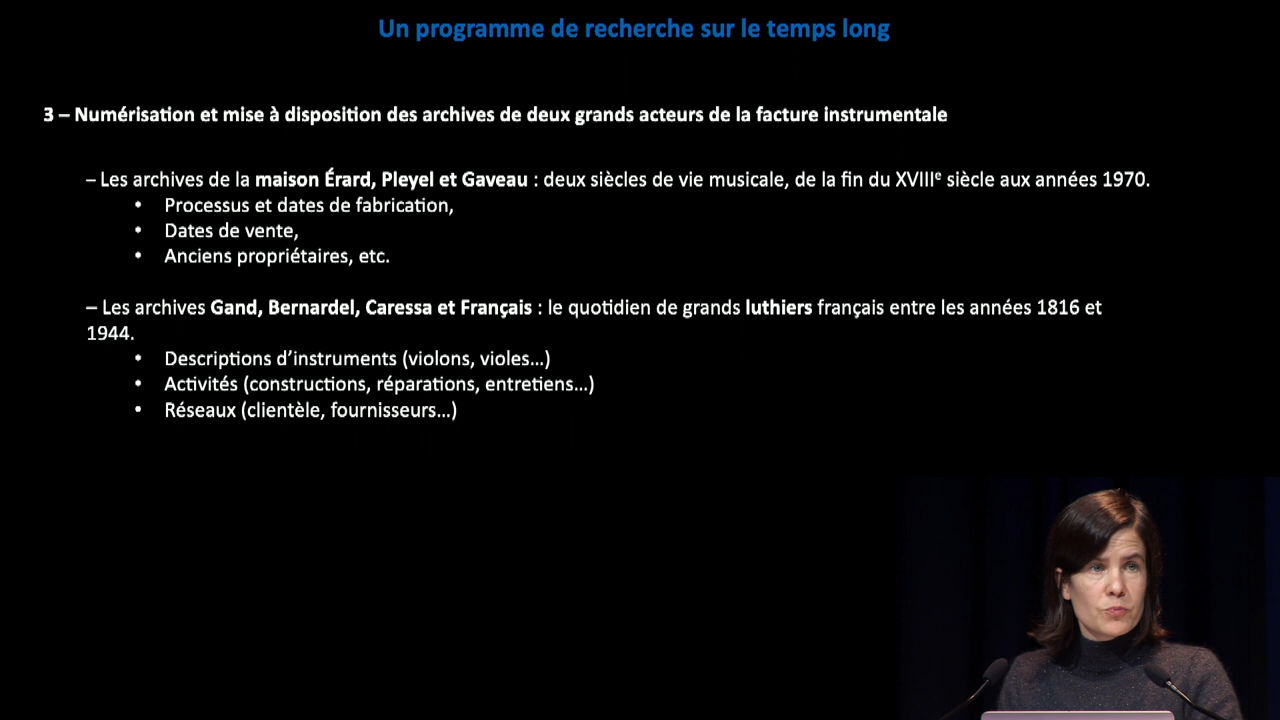 Un programme de recherche sur le temps long
3 – Numérisation et mise à disposition des archives de deux grands acteurs de la facture instrumentale
– Les archives de la maison Érard, Pleyel et Gaveau : deux siècles de vie musicale, de la fin du XVIIIᵉ siècle aux années 1970.
• Processus et dates de fabrication,
• Dates de vente,
• Anciens propriétaires, etc.
– Les archives Gand, Bernardel, Caressa et Français : le quotidien de grands luthiers français entre les années 1816 et
1944.
• Descriptions d’instruments (violons, violes...)
• Activités (constructions, réparations, entretiens...)
• Réseaux (clientèle, fournisseurs...)